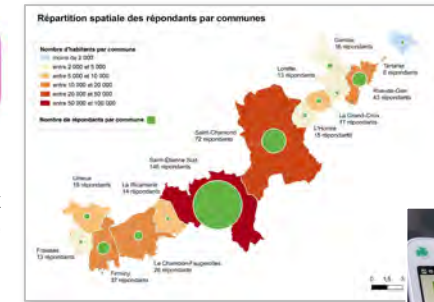 Répartition spatiale des répondants par communes
Nombre d'habitants par commune
moins de 2 000
entre 2 000 et 5 000
entre 5 000 et 10 000
entre 10 000 et 20 000
entre 20 000 et 50 000
entre 50 000 et 100 000
Nombre de répondants par commune
Genilac
16 répondants
Lorette
13 répondants
Tartaras
6 répondants
Rive-de-Gier
43 répondants
La Grand-Croix
11 répondants
L'Horme
15 répondants
Saint-Chamond
72 répondants
Saint-Étienne Sud
146 répondants
La Ricamarie
14 répondants
Unieux
19 répondants
Fraisses
13 répondants
Firminy
37 répondants
Le Chambon-Feugerolles
26 répondants
0 1,5